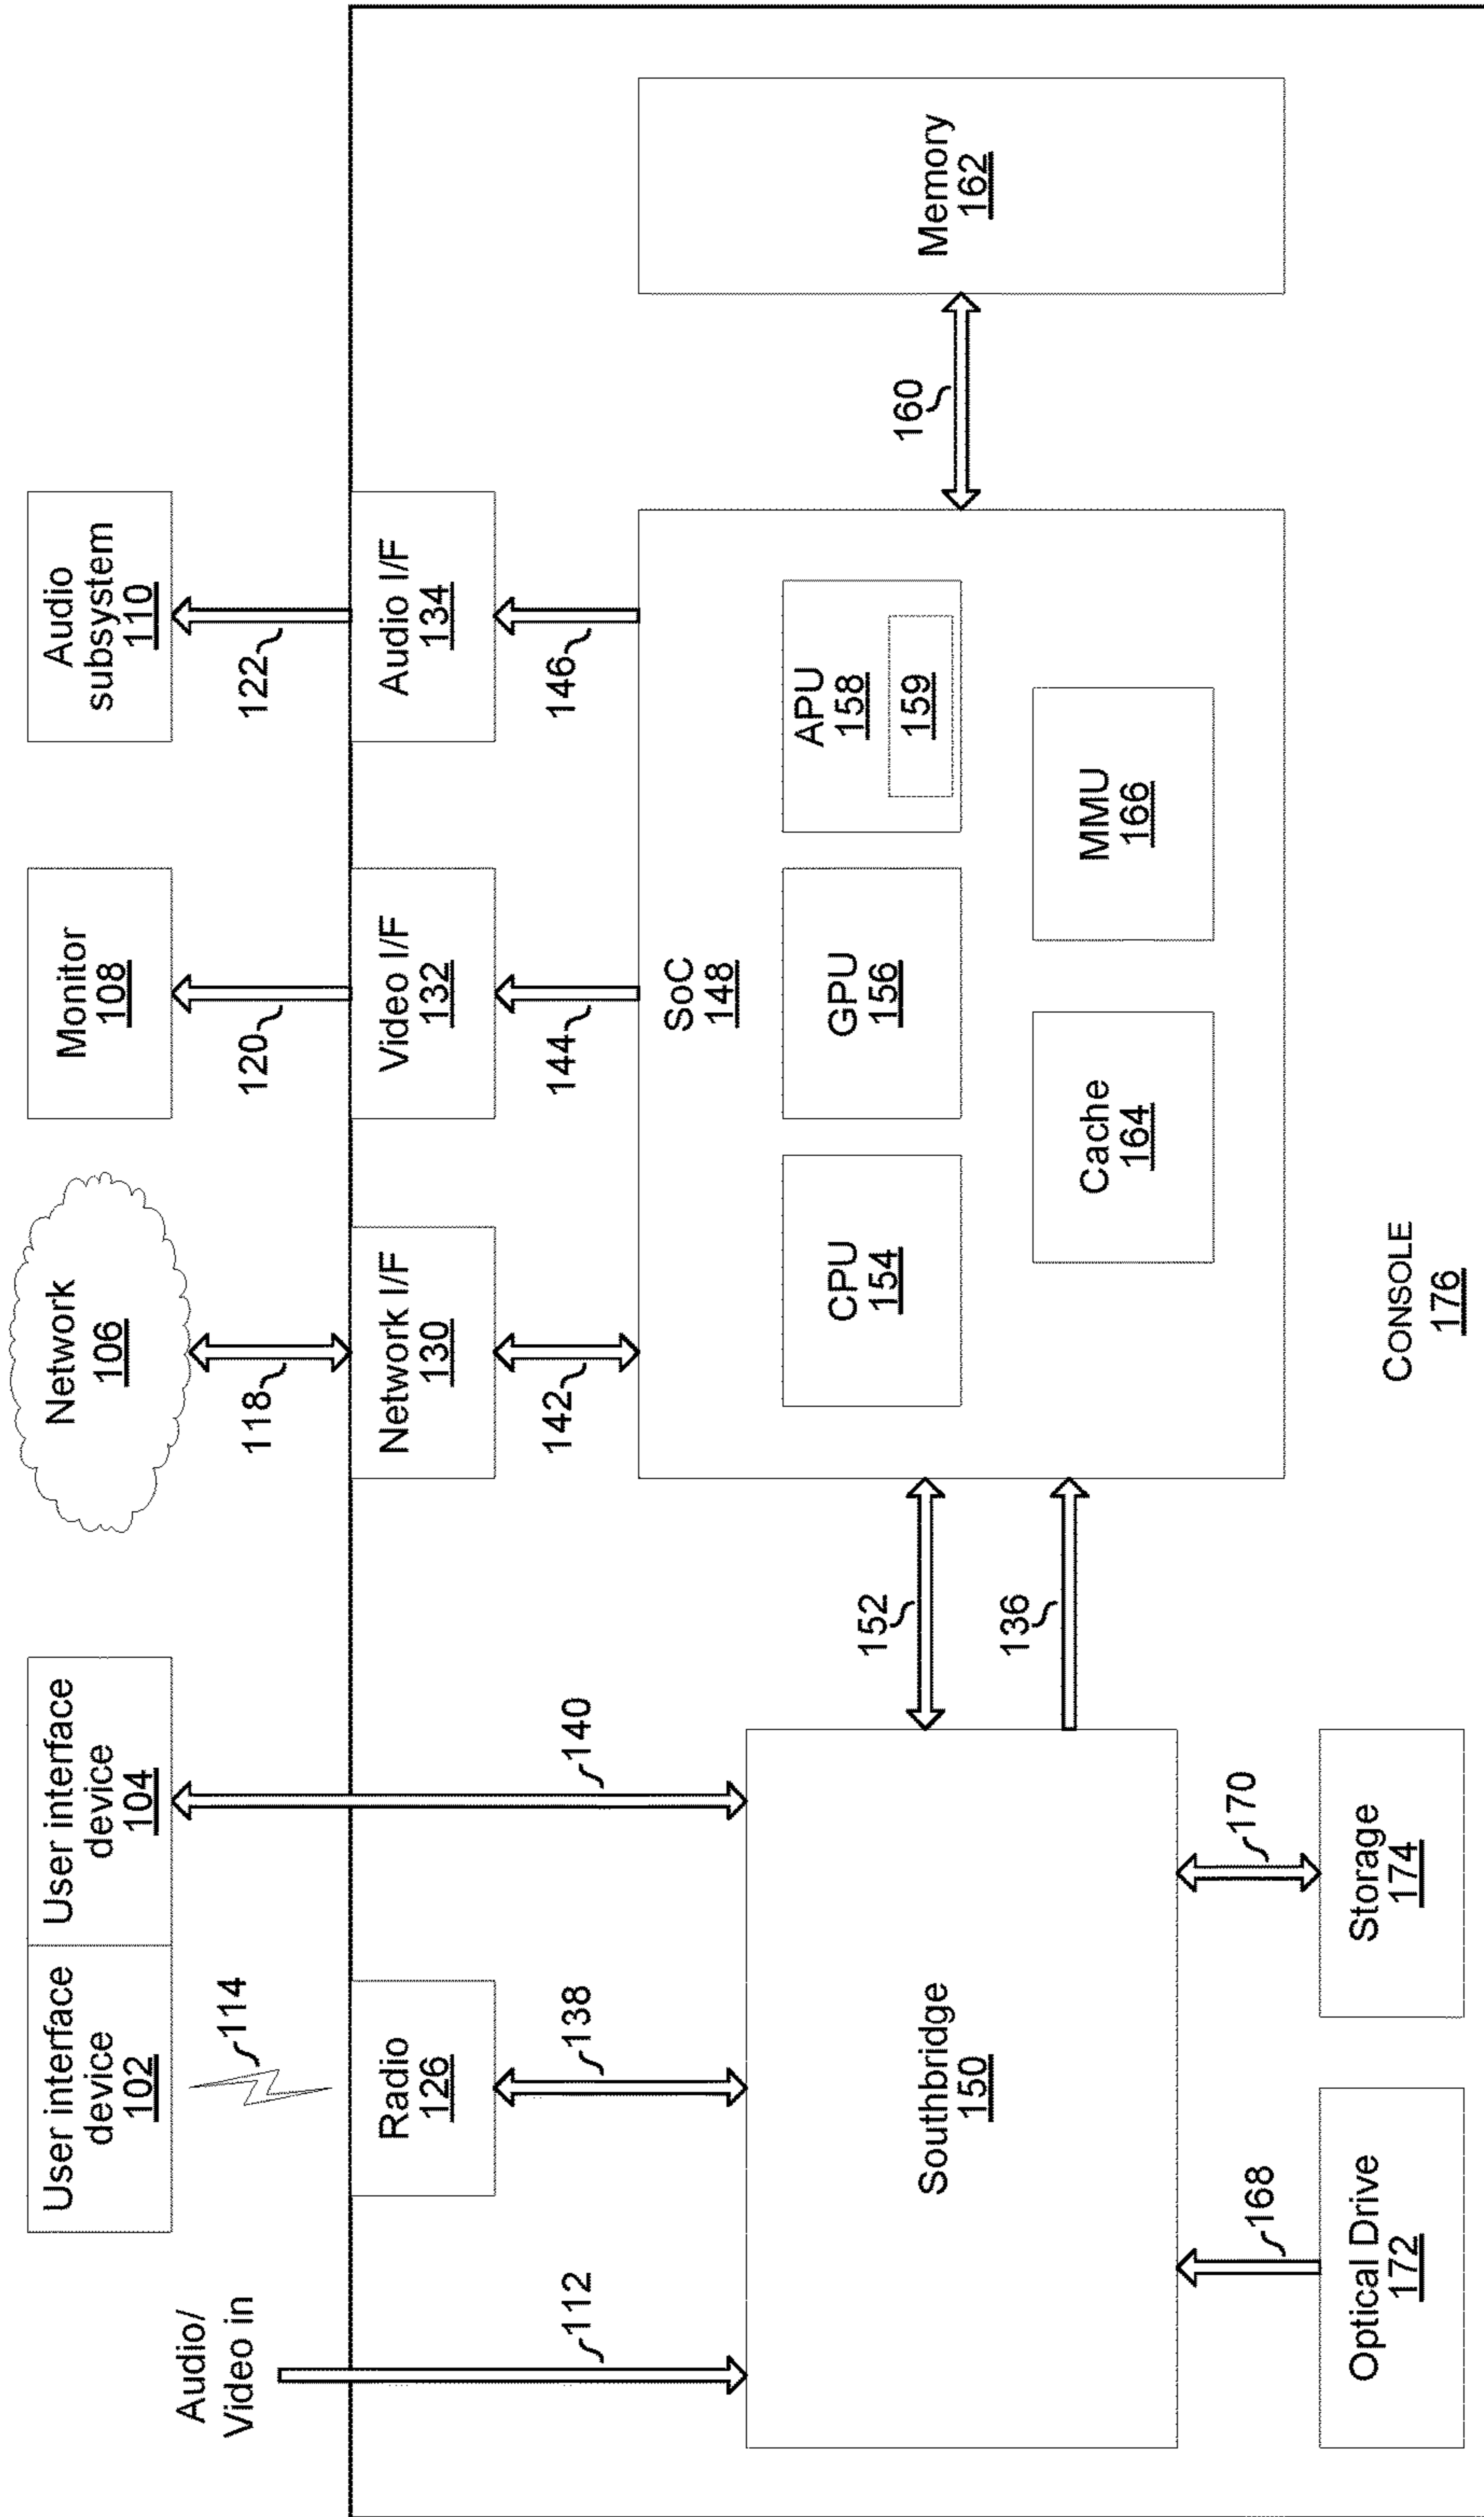 Audio/
Video in
User interface
device
102
User interface
device
104
Network
106
Monitor
108
Audio
subsystem
110
114
118
120
122
Radio
126
Network I/F
130
Video I/F
132
Audio I/F
134
112
138
140
142
144
146
SoC
148
CPU
154
GPU
156
APU
158
159
Cache
164
MMU
166
152
136
160
Memory
162
Southbridge
150
168
170
Optical Drive
172
Storage
174
CONSOLE
176